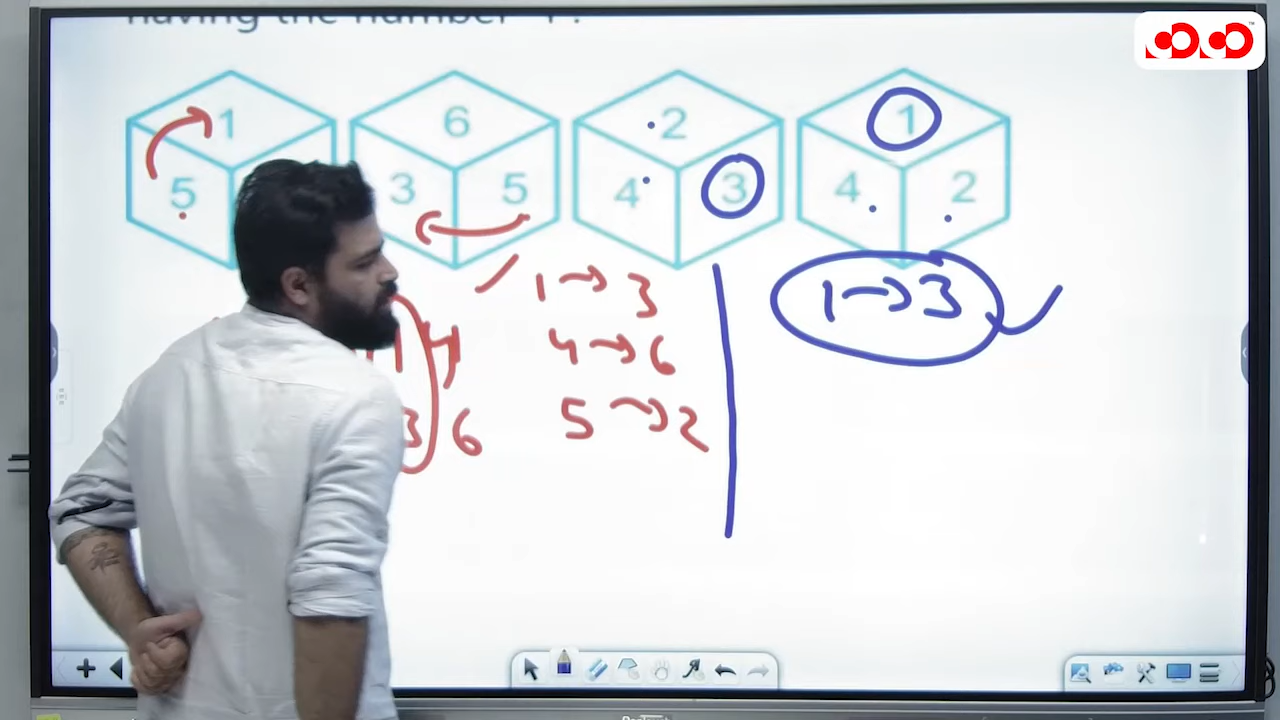 having the number
1 6 2 1
5 3 5 4 3 4 2
1 → 3 1 → 3
4 4 → 6
3 6 5 → 2